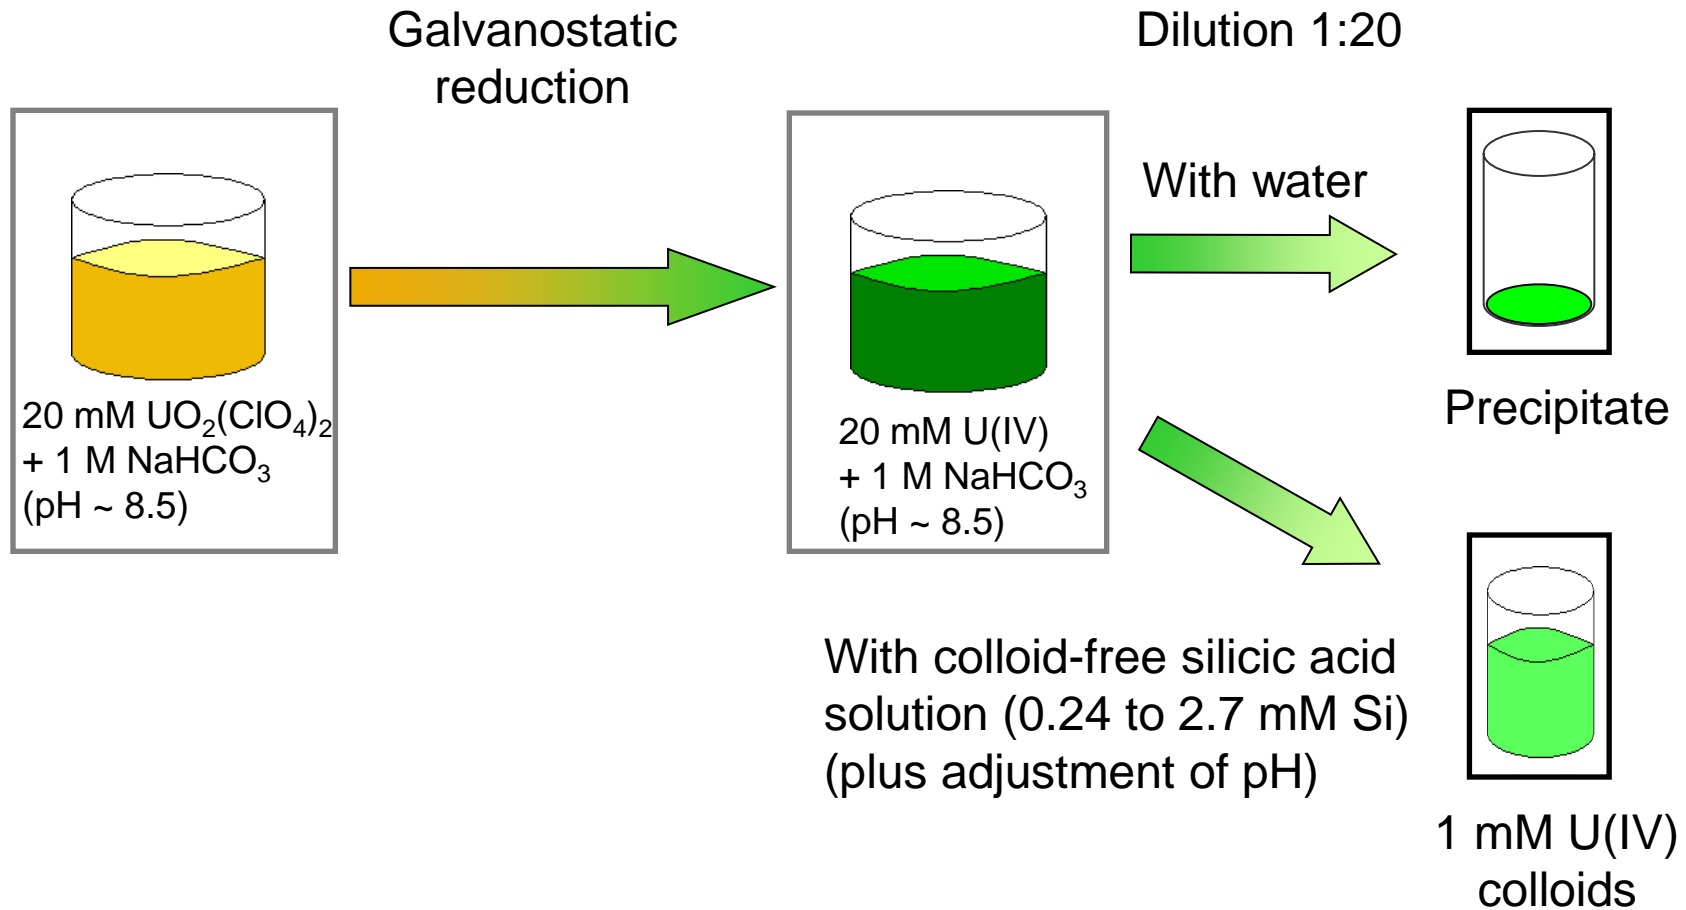 Galvanostatic
reduction
Dilution 1:20
With water
20 mM UO₂(ClO₄)₂
+ 1 M NaHCO₃
(pH ~ 8.5)
20 mM U(IV)
+ 1 M NaHCO₃
(pH ~ 8.5)
Precipitate
With colloid-free silicic acid
solution (0.24 to 2.7 mM Si)
(plus adjustment of pH)
1 mM U(IV)
colloids